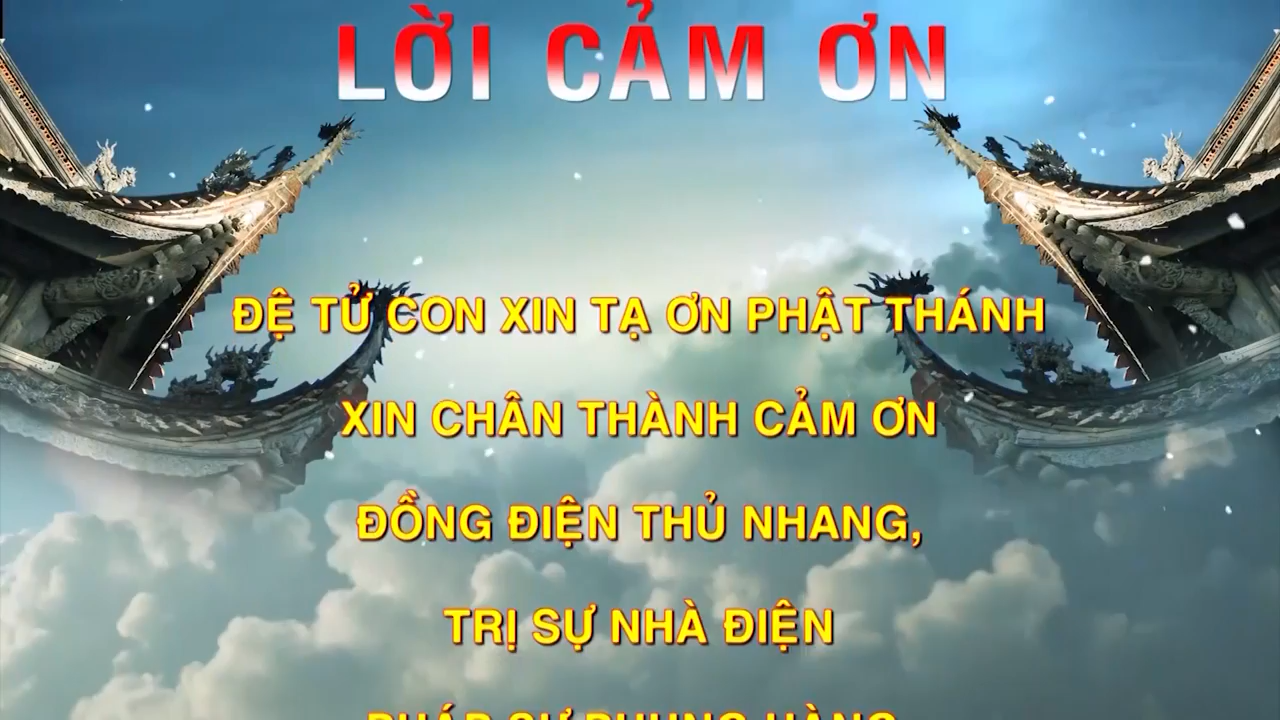 LỜI CẢM ƠN
ĐỆ TỬ CON XIN TẠ ƠN PHẬT THÁNH
XIN CHÂN THÀNH CẢM ƠN
ĐỒNG ĐIỆN THỦ NHANG,
TRỊ SỰ NHÀ ĐIỆN